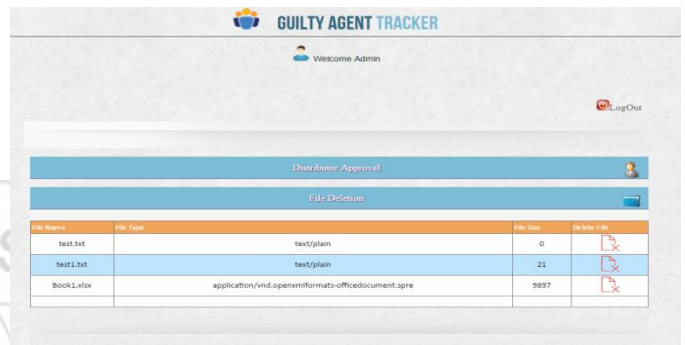 GUILTY AGENT TRACKER
Welcome Admin
LogOut
Distributor Approval
File Deletion
File Name File Type File Size Delete File
test.txt text/plain 0
test1.txt text/plain 21
Book1.xlsx application/vnd.openxmlformats-officedocument.spre 9897